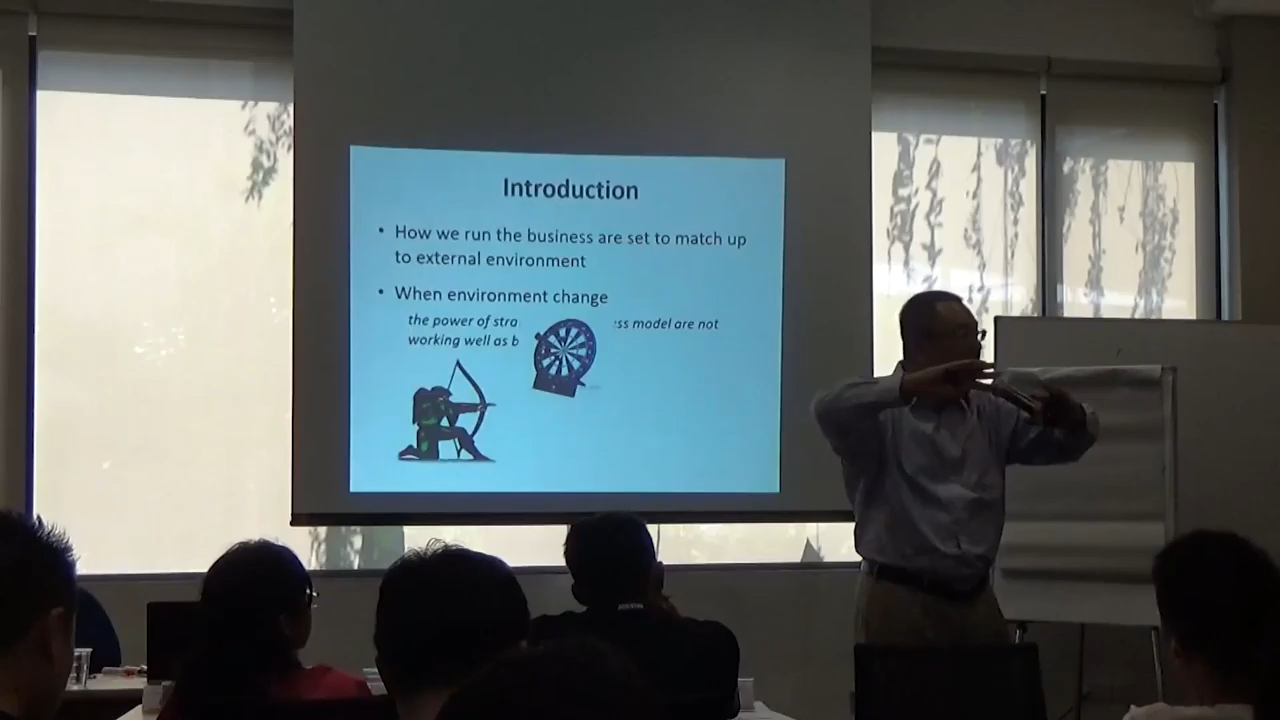 Introduction
• How we run the business are set to match up
to external environment
• When environment change
the power of stra ss model are not
working well as b